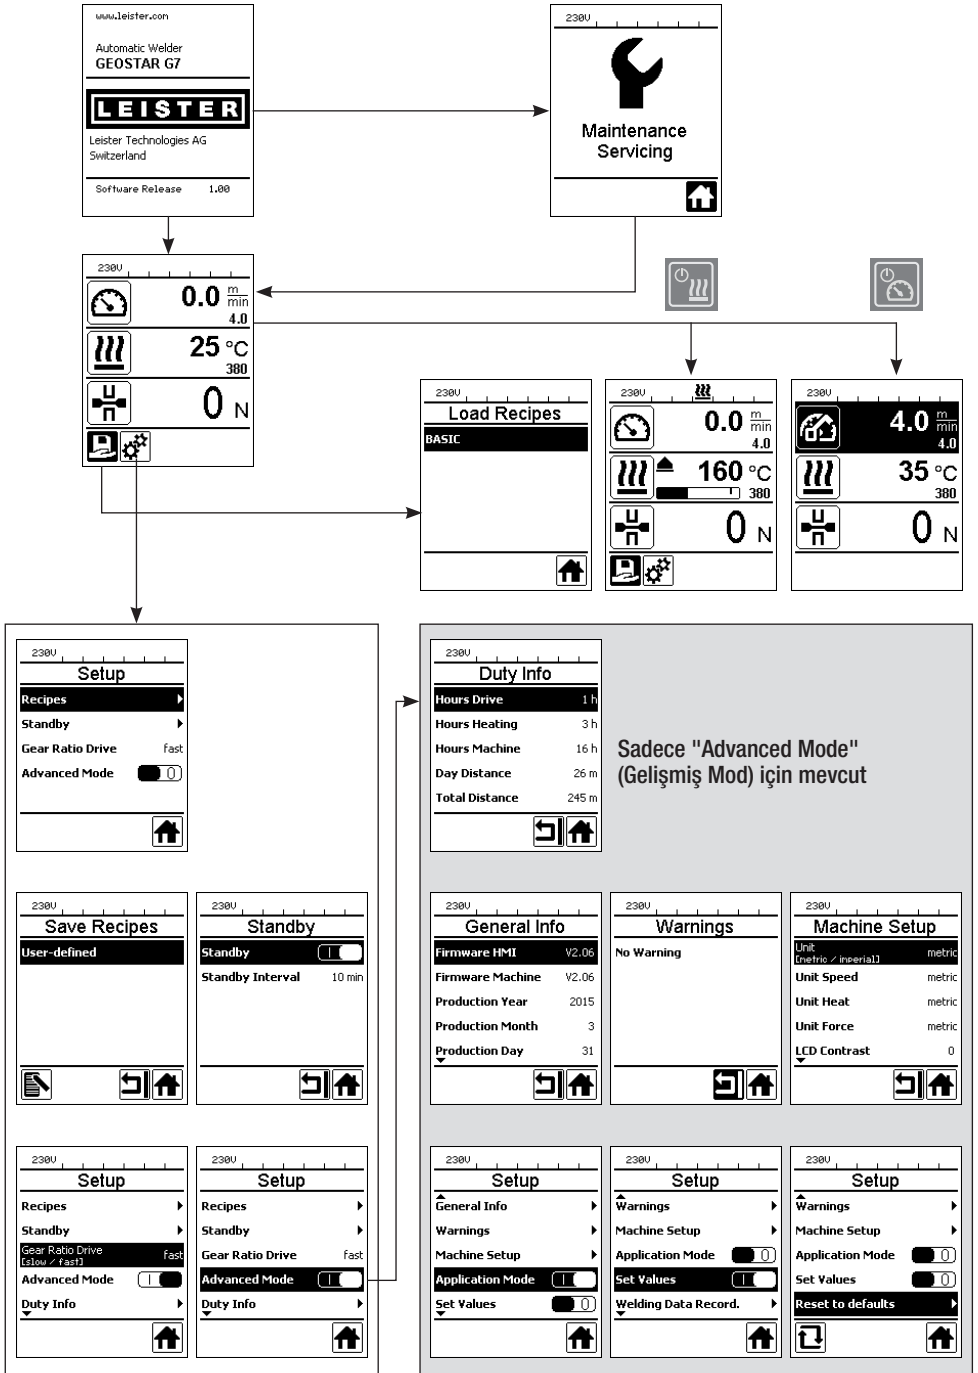 www.leister.com
Automatic Welder
GEOSTAR G7
LEISTER
Leister Technologies AG
Switzerland
Software Release 1.00
230V
Maintenance
Servicing
230V
0.0 m/min
4.0
25 °C
380
0 N
230V
Load Recipes
BASIC
230V
0.0 m/min
4.0
160 °C
380
0 N
230V
4.0 m/min
4.0
35 °C
380
0 N
230V
Setup
Recipes
Standby
Gear Ratio Drive fast
Advanced Mode 0
230V
Duty Info
Hours Drive 1 h
Hours Heating 3 h
Hours Machine 16 h
Day Distance 26 m
Total Distance 245 m
Sadece "Advanced Mode"
(Gelişmiş Mod) için mevcut
230V
Save Recipes
User-defined
230V
Standby
Standby I
Standby Interval 10 min
230V
General Info
Firmware HMI V2.06
Firmware Machine V2.06
Production Year 2015
Production Month 3
Production Day 31
230V
Warnings
No Warning
230V
Machine Setup
Unit
[metric / inperial] metric
Unit Speed metric
Unit Heat metric
Unit Force metric
LCD Contrast 0
230V
Setup
Recipes
Standby
Gear Ratio Drive
[slow / fast] fast
Advanced Mode I
Duty Info
230V
Setup
Recipes
Standby
Gear Ratio Drive fast
Advanced Mode I
Duty Info
230V
Setup
General Info
Warnings
Machine Setup
Application Mode I
Set Values 0
230V
Setup
Warnings
Machine Setup
Application Mode 0
Set Values I
Welding Data Record.
230V
Setup
Warnings
Machine Setup
Application Mode 0
Set Values 0
Reset to defaults